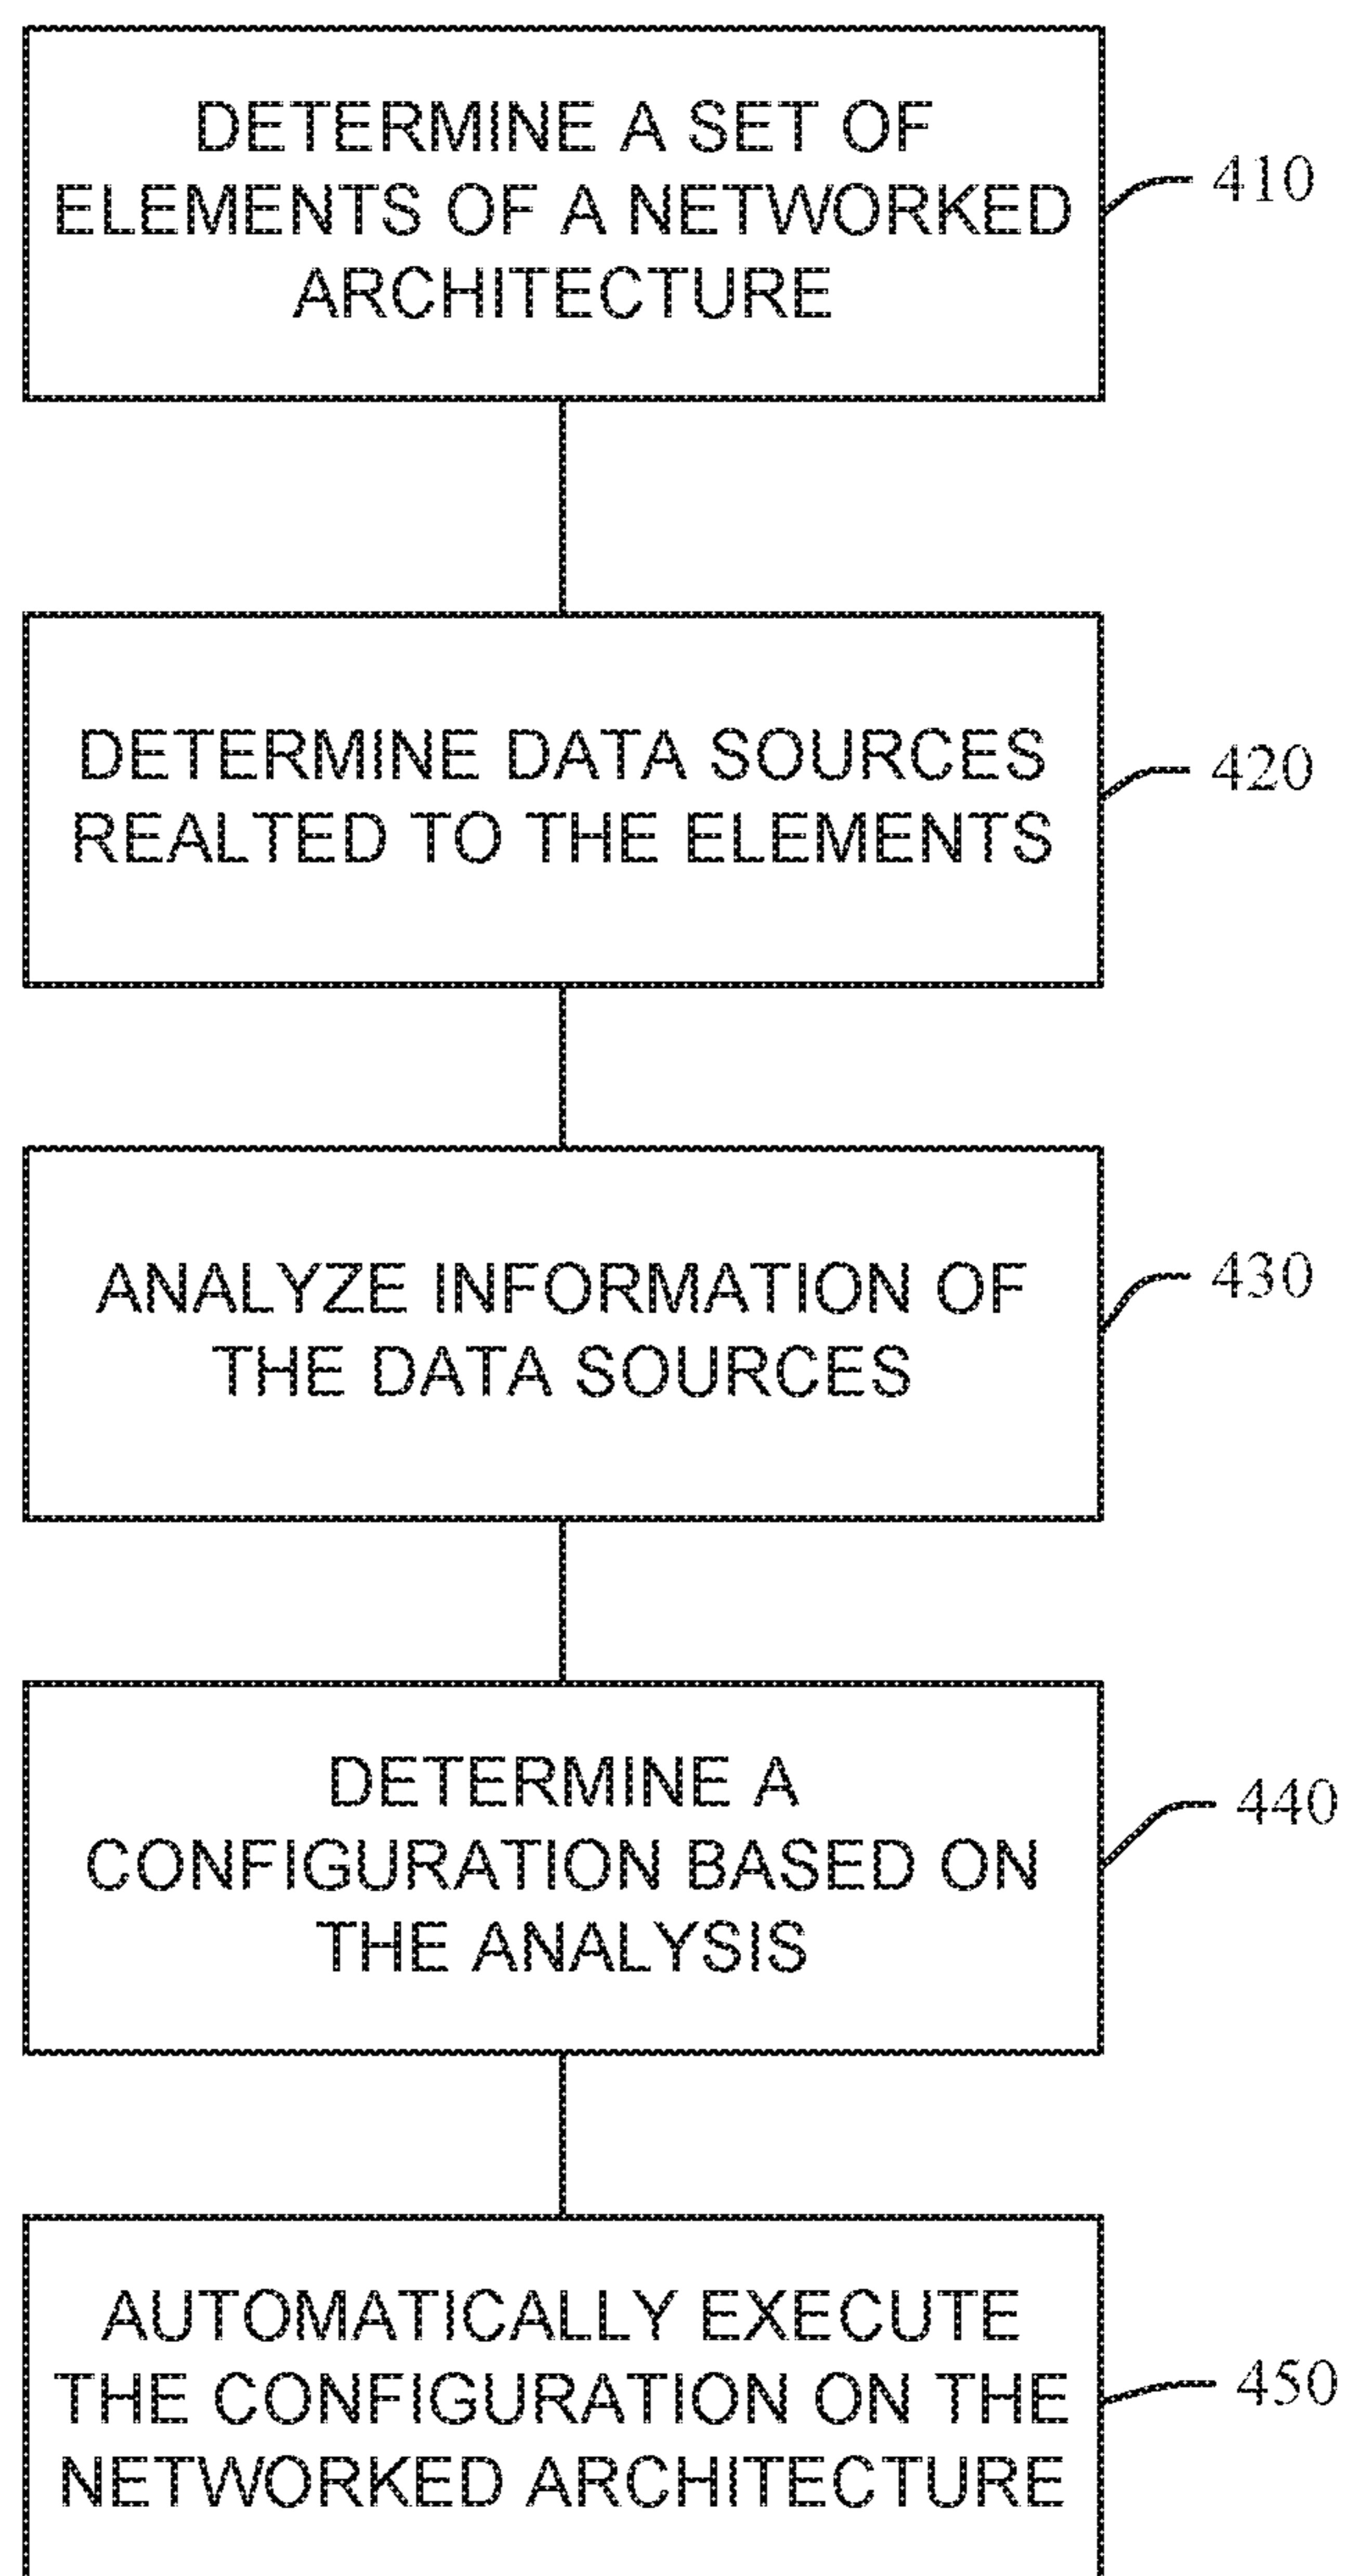 DETERMINE A SET OF
ELEMENTS OF A NETWORKED
ARCHITECTURE
410
DETERMINE DATA SOURCES
REALTED TO THE ELEMENTS
420
ANALYZE INFORMATION OF
THE DATA SOURCES
430
DETERMINE A
CONFIGURATION BASED ON
THE ANALYSIS
440
AUTOMATICALLY EXECUTE
THE CONFIGURATION ON THE
NETWORKED ARCHITECTURE
450